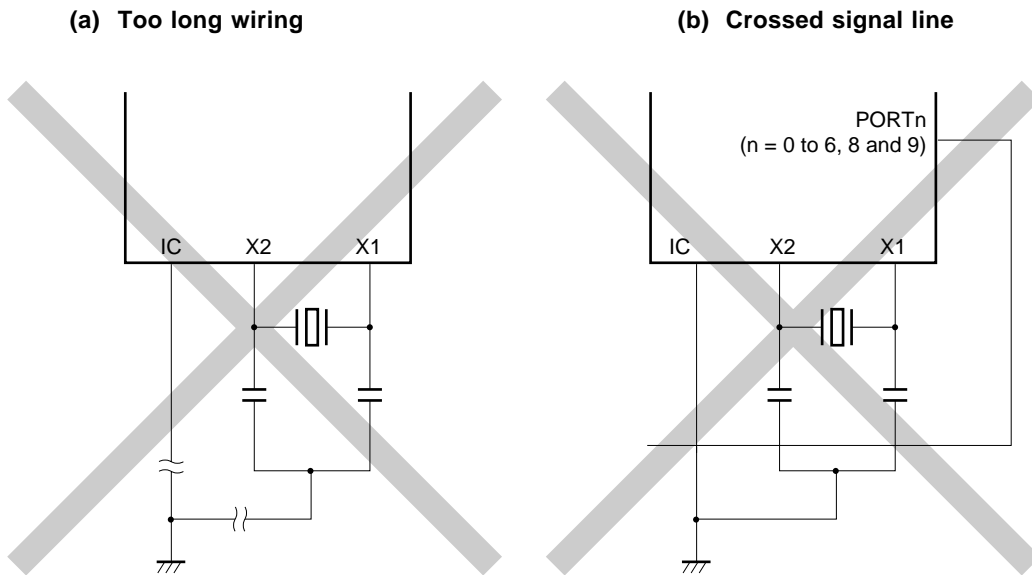 (a) Too long wiring
IC X2 X1
(b) Crossed signal line
PORTn
(n = 0 to 6, 8 and 9)
IC X2 X1